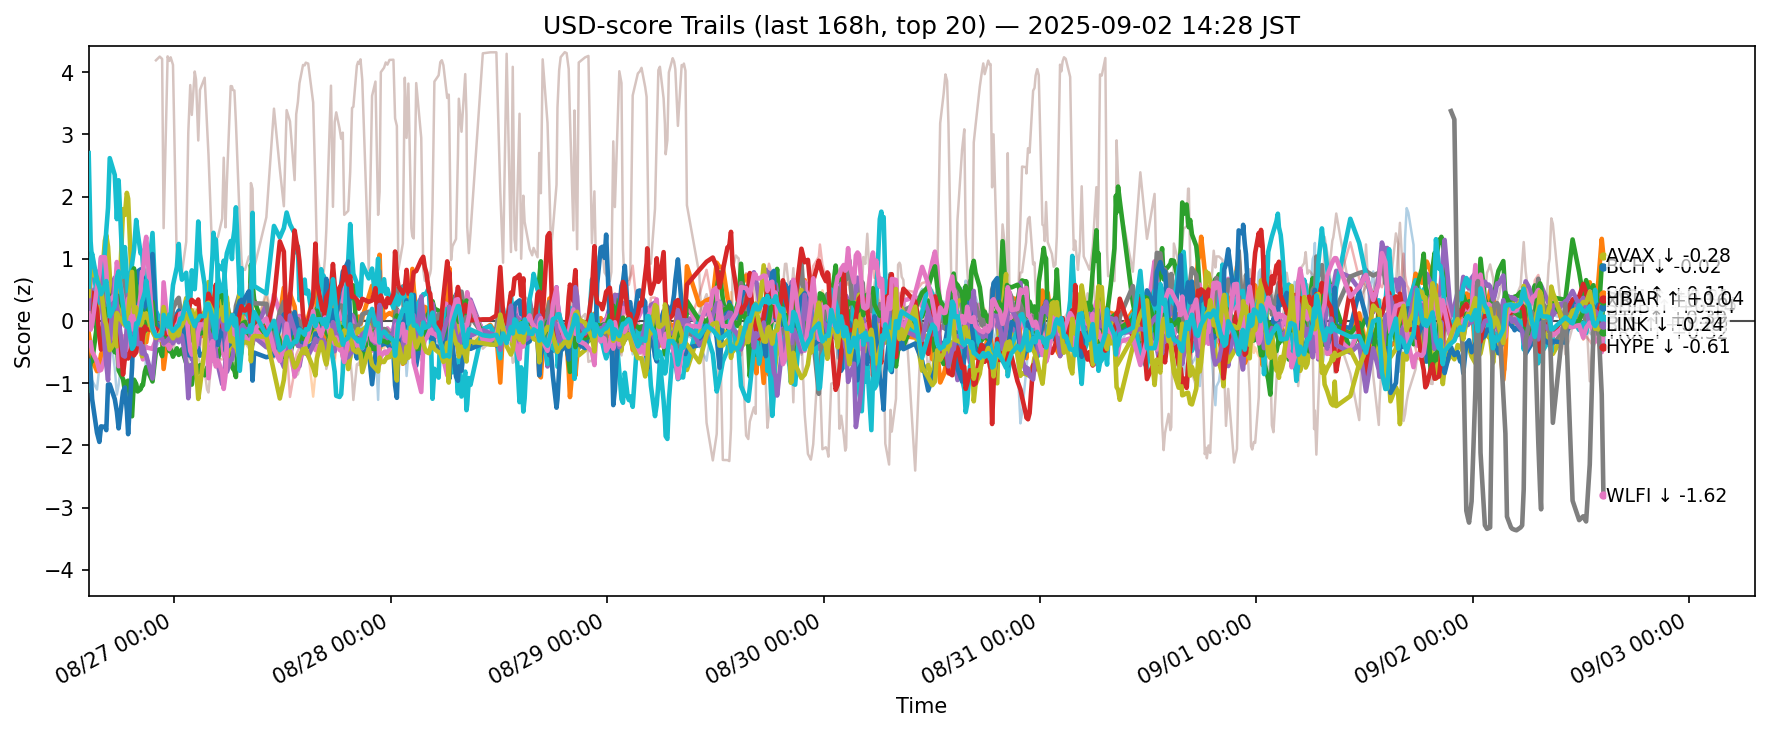 USD-score Trails (last 168h, top 20) — 2025-09-02 14:28 JST
Score (z)
4
3
2
1
0
−1
−2
−3
−4
AVAX ↓ -0.28
BCH ↓ -0.02
HBAR ↑ +0.04
LINK ↓ -0.24
HYPE ↓ -0.61
WLFI ↓ -1.62
08/27 00:00
08/28 00:00
08/29 00:00
08/30 00:00
08/31 00:00
09/01 00:00
09/02 00:00
09/03 00:00
Time